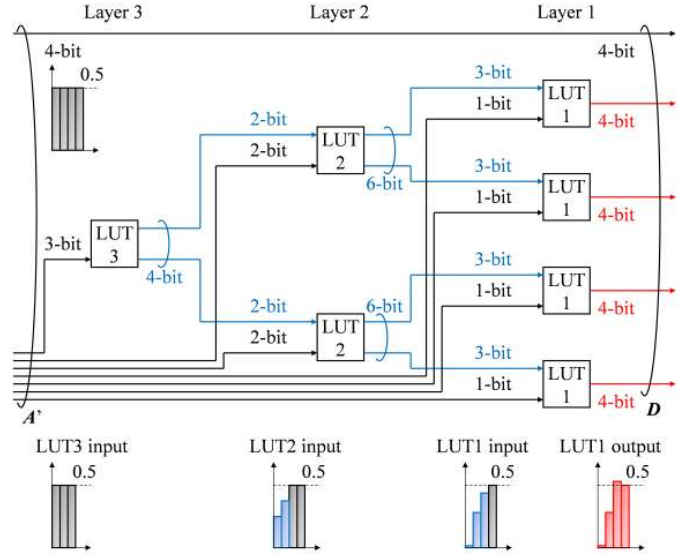 Layer 3 Layer 2 Layer 1
4-bit 4-bit
0.5
3-bit
LUT 1
1-bit
4-bit
2-bit
LUT 2
2-bit
6-bit
3-bit
LUT 1
1-bit
4-bit
3-bit
LUT 3
4-bit
3-bit
LUT 1
1-bit
4-bit
2-bit
6-bit
LUT 2
2-bit
3-bit
LUT 1
1-bit
4-bit
A' D
LUT3 input LUT2 input LUT1 input LUT1 output
0.5 0.5 0.5 0.5